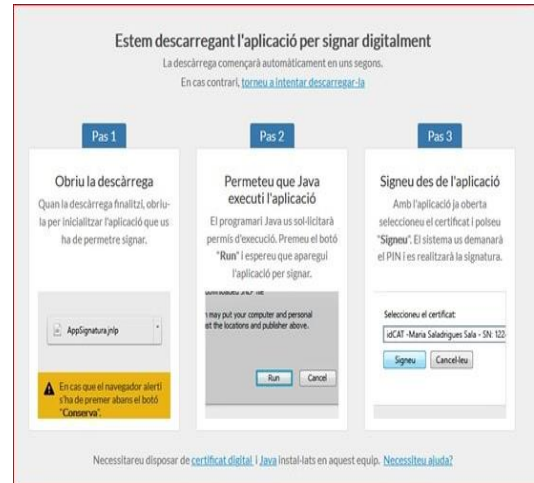 Estem descarregant l'aplicació per signar digitalment
La descàrrega començarà automàticament en uns segons.
En cas contrari, torneu a intentar descarregar-la
Pas 1
Obriu la descàrrega
Quan la descàrrega finalitzi, obriu-
la per inicialitzar l'aplicació que us
ha de permetre signar.
AppSignatura.jnlp
En cas que el navegador alerti
s'ha de premer abans el botó
"Conserva".
Pas 2
Permeteu que Java
executi l'aplicació
El programari Java us sol·licitarà
permís d'execució. Premeu el botó
"Run" i espereu que aparegui
l'aplicació per signar.
downloaded JNLP file
n may put your computer and personal
st the locations and publisher above.
Run Cancel
Pas 3
Signeu des de l'aplicació
Amb l'aplicació ja oberta
seleccioneu el certificat i polseu
"Signeu". El sistema us demanarà
el PIN i es realitzarà la signatura.
Seleccioneu el certificat:
idCAT -Maria Saladrigues Sala - SN: 122
Signeu Cancel·leu
Necessitareu disposar de certificat digital i Java instal·lats en aquest equip. Necessiteu ajuda?